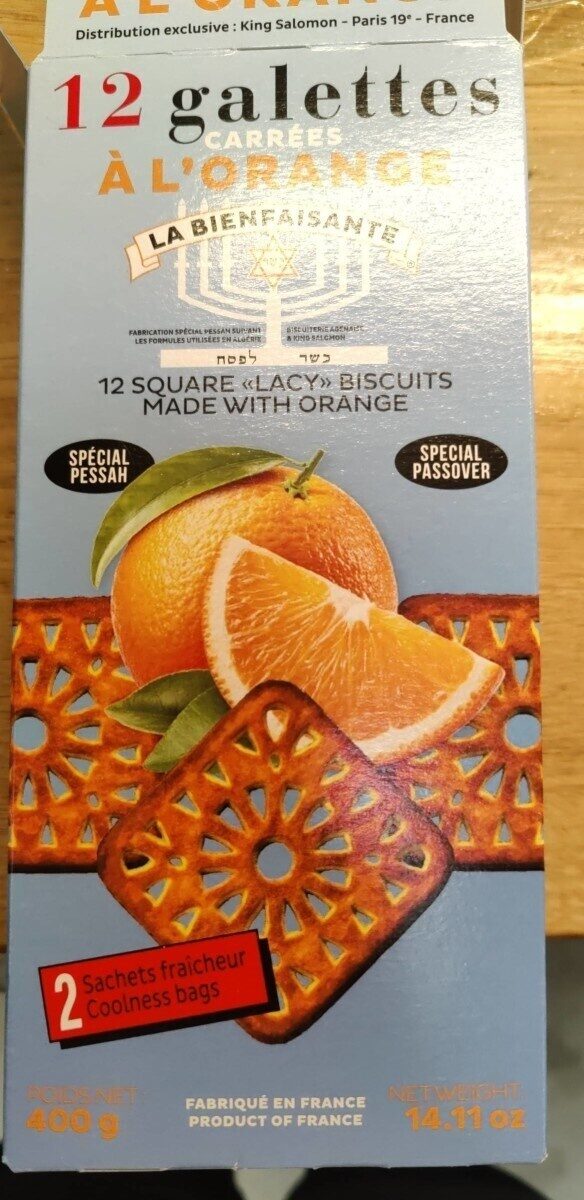 À L'ORANGE
Distribution exclusive : King Salomon - Paris 19e - France
12 galettes
CARRÉES
À L'ORANGE
LA BIENFAISANTE
FABRICATION SPÉCIAL PESSAH SUIVANT
LES FORMULES UTILISÉES EN ALGÉRIE
BISCUITERIE AGENAISE
& KING SALOMON
לפסח
כשר
12 SQUARE «LACY» BISCUITS
MADE WITH ORANGE
SPÉCIAL
PESSAH
SPECIAL
PASSOVER
2 Sachets fraîcheur
Coolness bags
POIDS NET :
400 g
FABRIQUÉ EN FRANCE
PRODUCT OF FRANCE
NET WEIGHT :
14.11 oz